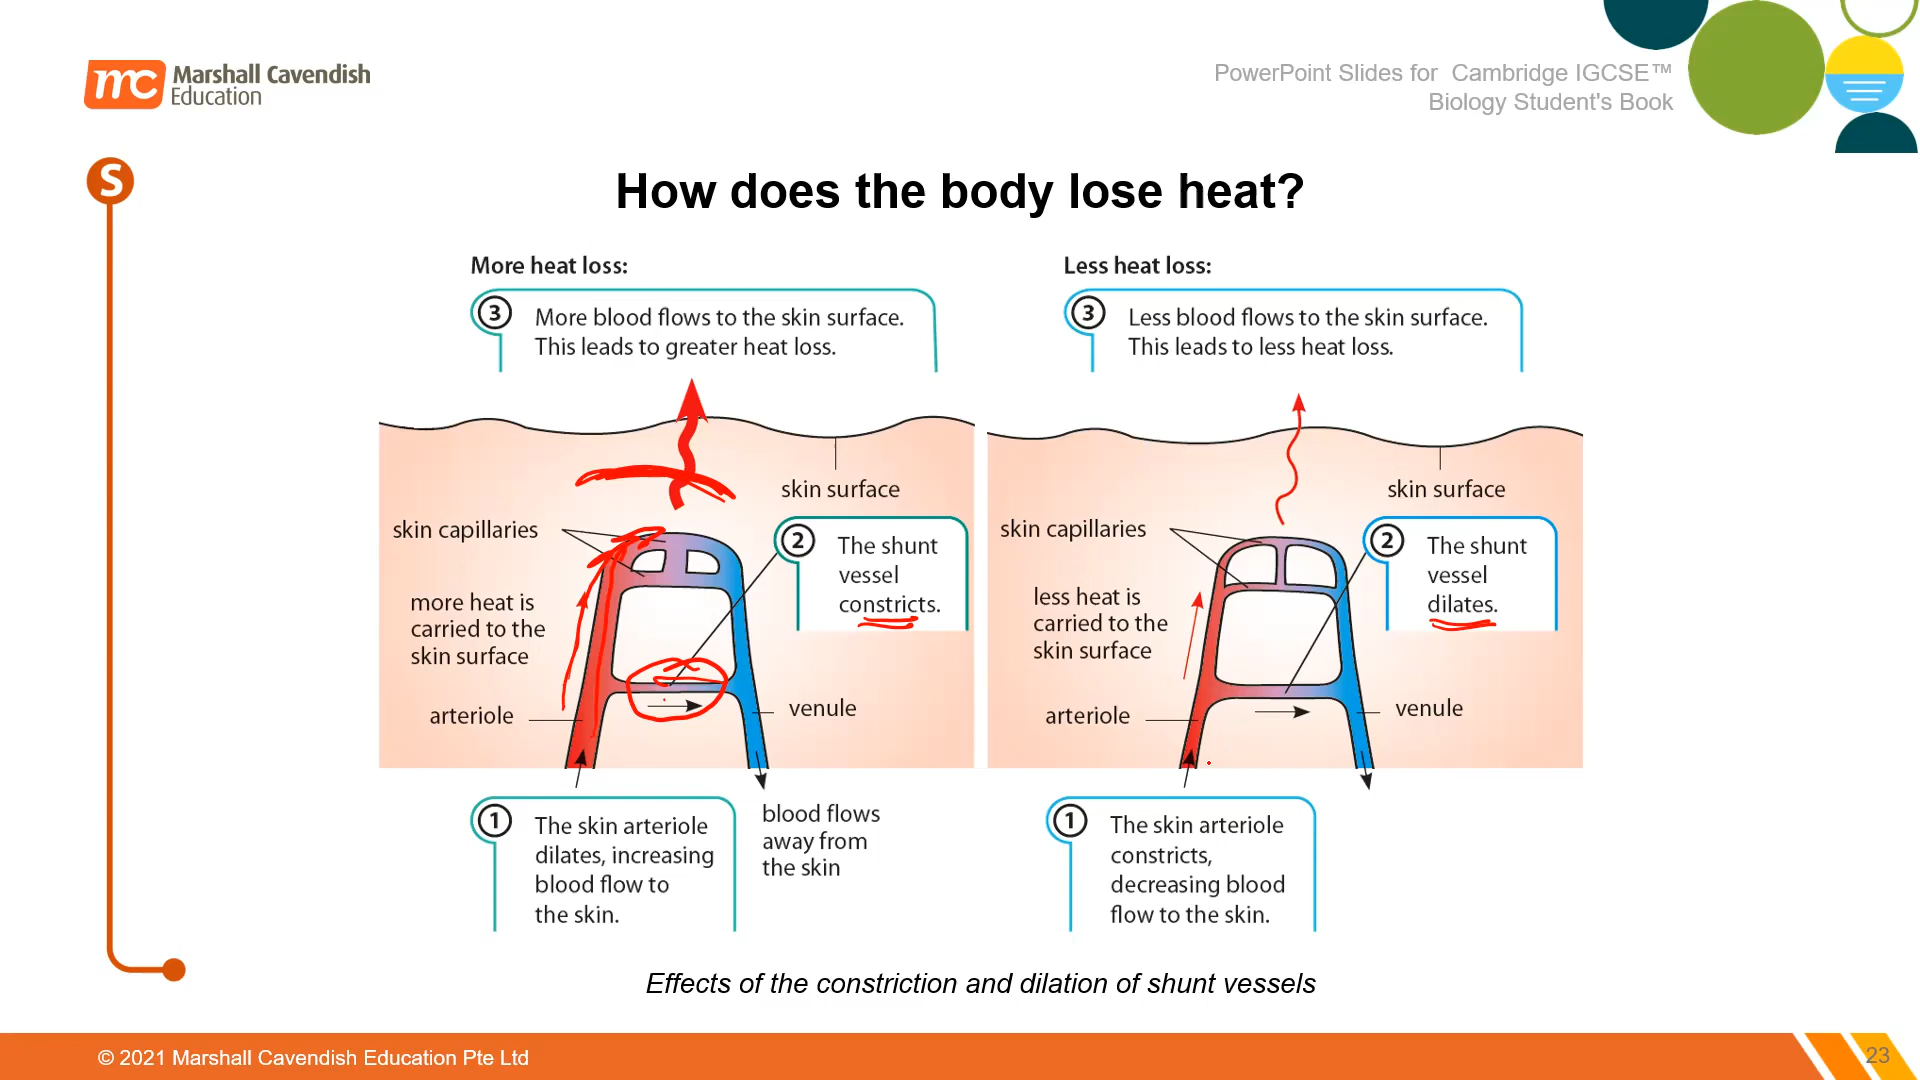 mc
Marshall Cavendish
Education
PowerPoint Slides for Cambridge IGCSE™
Biology Student's Book
S
How does the body lose heat?
More heat loss:
3
More blood flows to the skin surface.
This leads to greater heat loss.
skin surface
skin capillaries
2
The shunt
vessel
constricts.
more heat is
carried to the
skin surface
arteriole
venule
1
The skin arteriole
dilates, increasing
blood flow to
the skin.
blood flows
away from
the skin
Less heat loss:
3
Less blood flows to the skin surface.
This leads to less heat loss.
skin surface
skin capillaries
2
The shunt
vessel
dilates.
less heat is
carried to the
skin surface
arteriole
venule
1
The skin arteriole
constricts,
decreasing blood
flow to the skin.
Effects of the constriction and dilation of shunt vessels
© 2021 Marshall Cavendish Education Pte Ltd
23